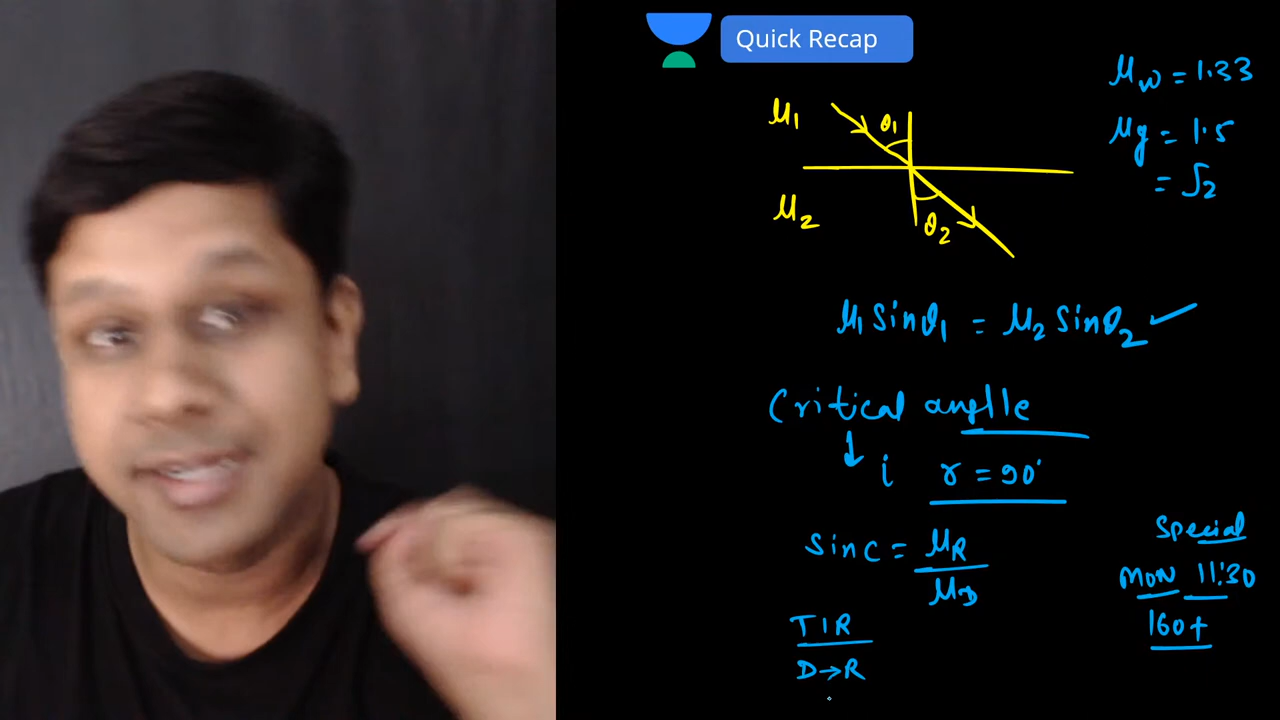 Quick Recap
μw = 1.33
μg = 1.5
= √2
μ1
θ1
μ2
θ2
μ1 sinθ1 = μ2 sinθ2 ✓
Critical anglle
↓ i r = 90°
sinc = μR
μD
TIR
D→R
Special
MON 11:30
160+